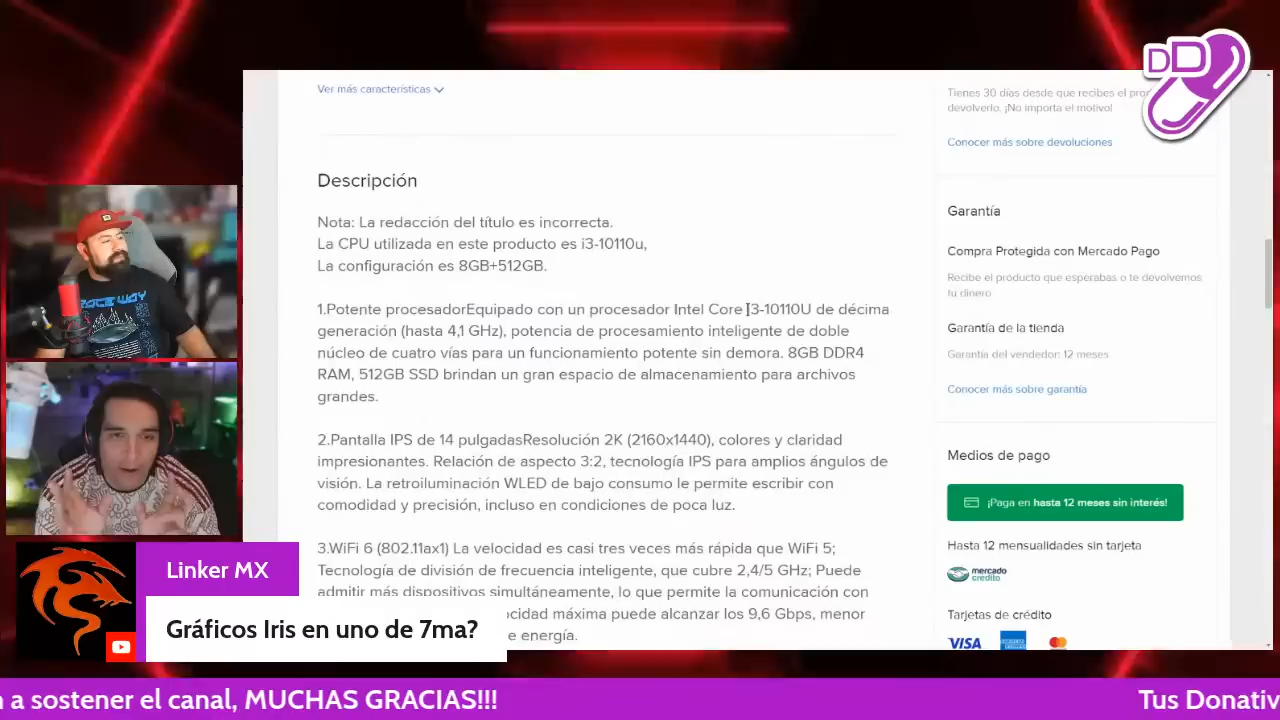 DD
Ver más características
Tienes 30 días desde que recibes el
devolverlo. ¡No importa el motivo!
Conocer más sobre devoluciones
Descripción
Nota: La redacción del título es incorrecta.
La CPU utilizada en este producto es i3-10110u,
La configuración es 8GB+512GB.
1.Potente procesadorEquipado con un procesador Intel Core i3-10110U de décima
generación (hasta 4,1 GHz), potencia de procesamiento inteligente de doble
núcleo de cuatro vías para un funcionamiento potente sin demora. 8GB DDR4
RAM, 512GB SSD brindan un gran espacio de almacenamiento para archivos
grandes.
2.Pantalla IPS de 14 pulgadasResolución 2K (2160x1440), colores y claridad
impresionantes. Relación de aspecto 3:2, tecnología IPS para amplios ángulos de
visión. La retroiluminación WLED de bajo consumo le permite escribir con
comodidad y precisión, incluso en condiciones de poca luz.
3.WiFi 6 (802.11ax1) La velocidad es casi tres veces más rápida que WiFi 5;
Tecnología de división de frecuencia inteligente, que cubre 2,4/5 GHz; Puede
admitir más dispositivos simultáneamente, lo que permite la comunicación con
ocidad máxima puede alcanzar los 9,6 Gbps, menor
e energía.
Garantía
Compra Protegida con Mercado Pago
Recibe el producto que esperabas o te devolvemos
tu dinero
Garantía de la tienda
Garantía del vendedor: 12 meses
Conocer más sobre garantía
Medios de pago
¡Paga en hasta 12 meses sin interés!
Hasta 12 mensualidades sin tarjeta
mercado
crédito
Tarjetas de crédito
VISA
Linker MX
Gráficos Iris en uno de 7ma?
n a sostener el canal, MUCHAS GRACIAS!!!
Tus Donativ